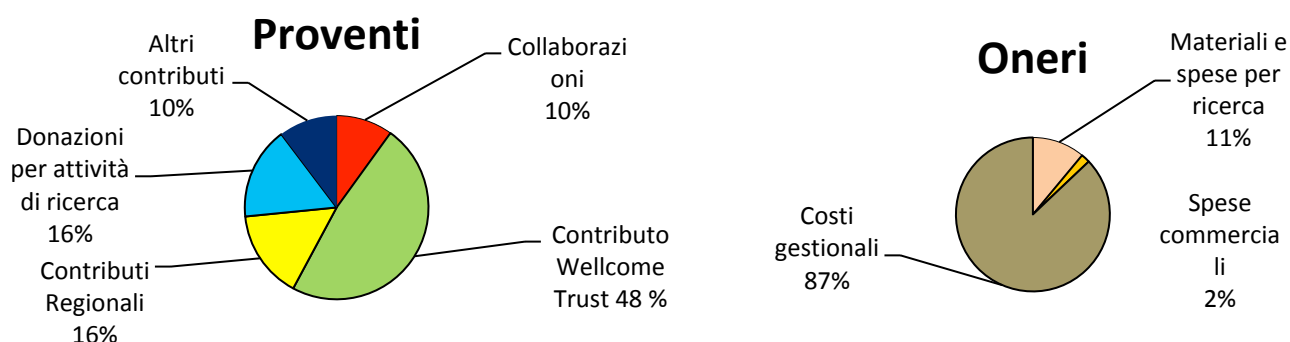 Proventi
Altri
contributi
10%
Collaborazi
oni
10%
Donazioni
per attività
di ricerca
16%
Contributi
Regionali
16%
Contributo
Wellcome
Trust 48 %
Oneri
Materiali e
spese per
ricerca
11%
Costi
gestionali
87%
Spese
commercia
li
2%